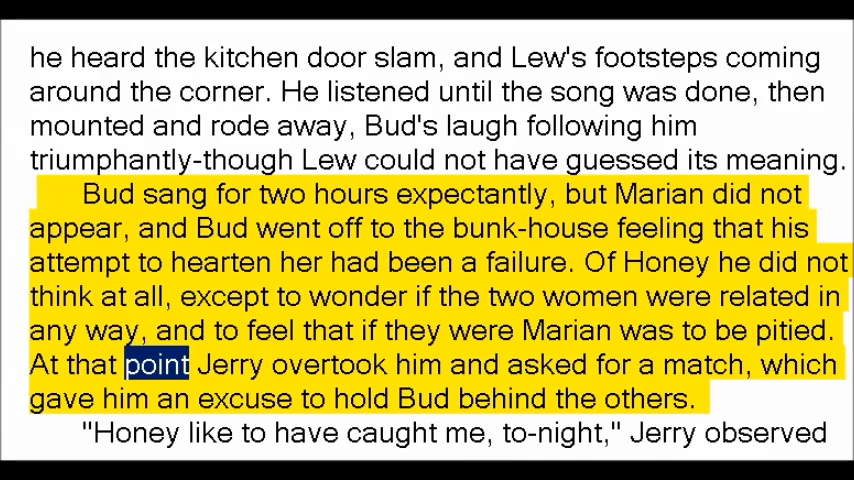 he heard the kitchen door slam, and Lew's footsteps coming
around the corner. He listened until the song was done, then
mounted and rode away, Bud's laugh following him
triumphantly-though Lew could not have guessed its meaning.
Bud sang for two hours expectantly, but Marian did not
appear, and Bud went off to the bunk-house feeling that his
attempt to hearten her had been a failure. Of Honey he did not
think at all, except to wonder if the two women were related in
any way, and to feel that if they were Marian was to be pitied.
At that point Jerry overtook him and asked for a match, which
gave him an excuse to hold Bud behind the others.
"Honey like to have caught me, to-night," Jerry observed